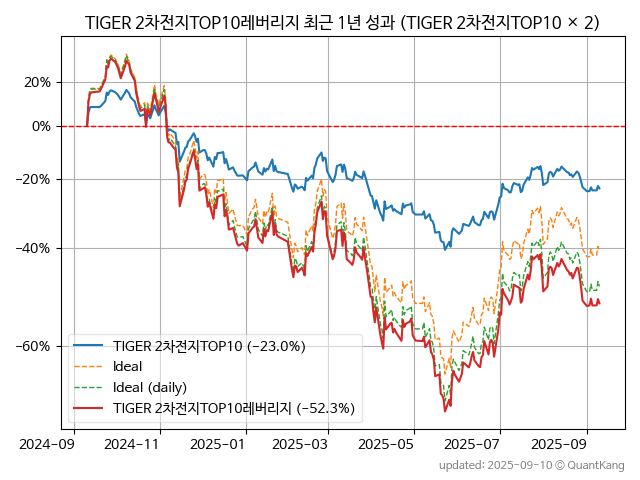 TIGER 2차전지TOP10레버리지 최근 1년 성과 (TIGER 2차전지TOP10 × 2)
20%
0%
−20%
−40%
−60%
TIGER 2차전지TOP10 (−23.0%)
Ideal
Ideal (daily)
TIGER 2차전지TOP10레버리지 (−52.3%)
2024-09 2024-11 2025-01 2025-03 2025-05 2025-07 2025-09
updated: 2025-09-10 © QuantKang